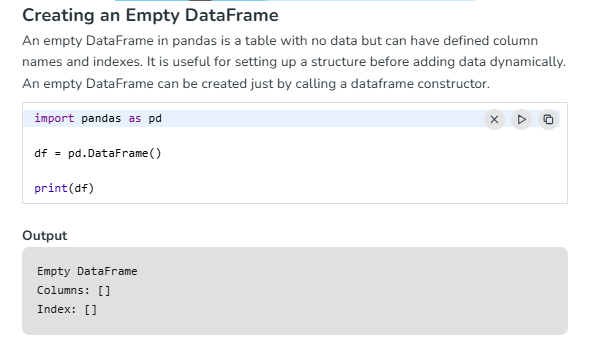 Creating an Empty DataFrame
An empty DataFrame in pandas is a table with no data but can have defined column
names and indexes. It is useful for setting up a structure before adding data dynamically.
An empty DataFrame can be created just by calling a dataframe constructor.
import pandas as pd
df = pd.DataFrame()
print(df)
Output
Empty DataFrame
Columns: []
Index: []